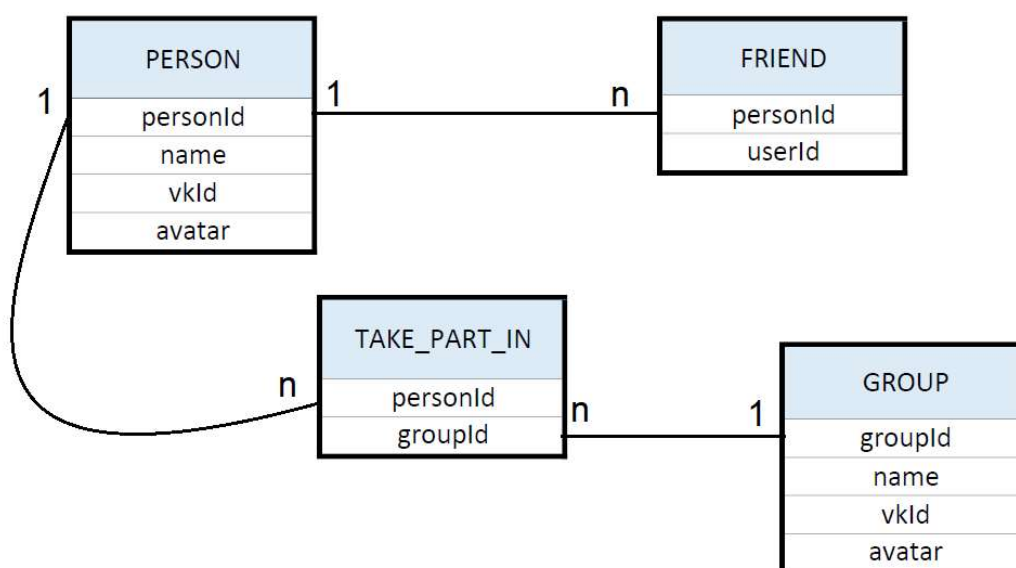 PERSON
personId
name
vkId
avatar
1
1
n
FRIEND
personId
userId
TAKE_PART_IN
personId
groupId
n
n
1
GROUP
groupId
name
vkId
avatar